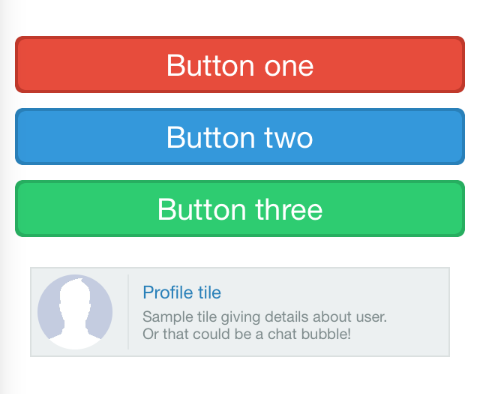 Button one
Button two
Button three
Profile tile
Sample tile giving details about user.
Or that could be a chat bubble!